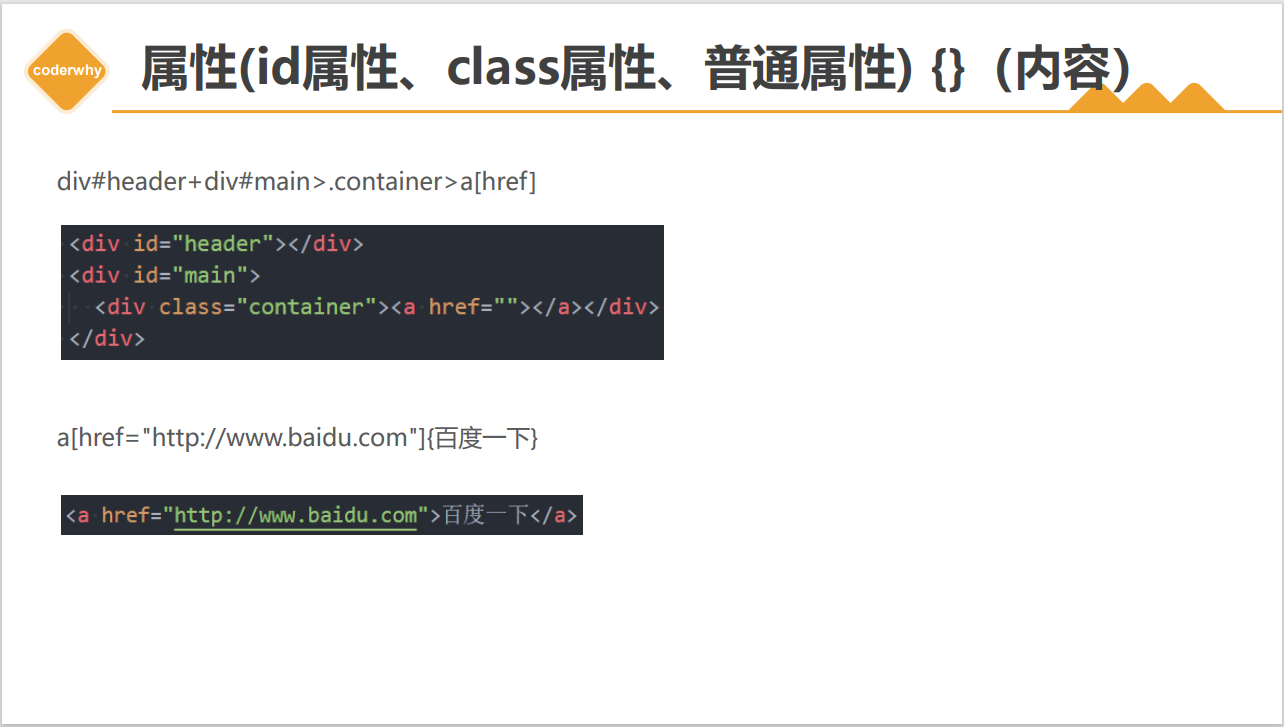 coderwhy
属性(id属性、class属性、普通属性) {}（内容）
div#header+div#main>.container>a[href]
<div id="header"></div>
<div id="main">
<div class="container"><a href=""></a></div>
</div>
a[href="http://www.baidu.com"]{百度一下}
<a href="http://www.baidu.com">百度一下</a>